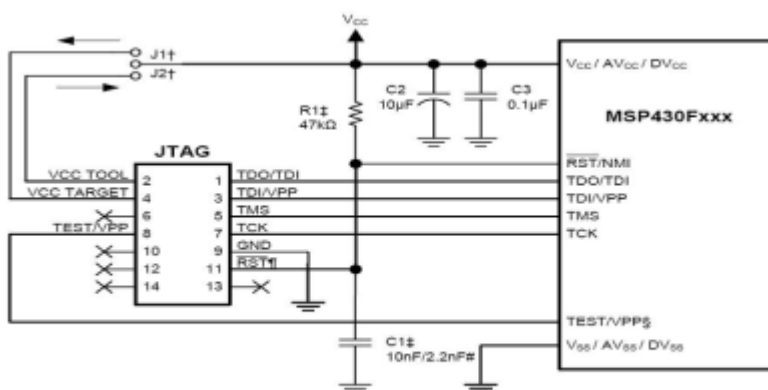 VCC
J1†
J2†
VCC / AVCC / DVCC
C2
10µF
C3
0.1µF
R1‡
47kΩ
MSP430Fxxx
JTAG
RST/NMI
VCC TOOL 2 1 TDO/TDI
TDO/TDI
VCC TARGET 4 3 TDI/VPP
TDI/VPP
6 5 TMS
TMS
TEST/VPP 8 7 TCK
TCK
10 9 GND
12 11 RST¶
14 13
TEST/VPP§
C1‡
10nF/2.2nF#
VSS / AVSS / DVSS